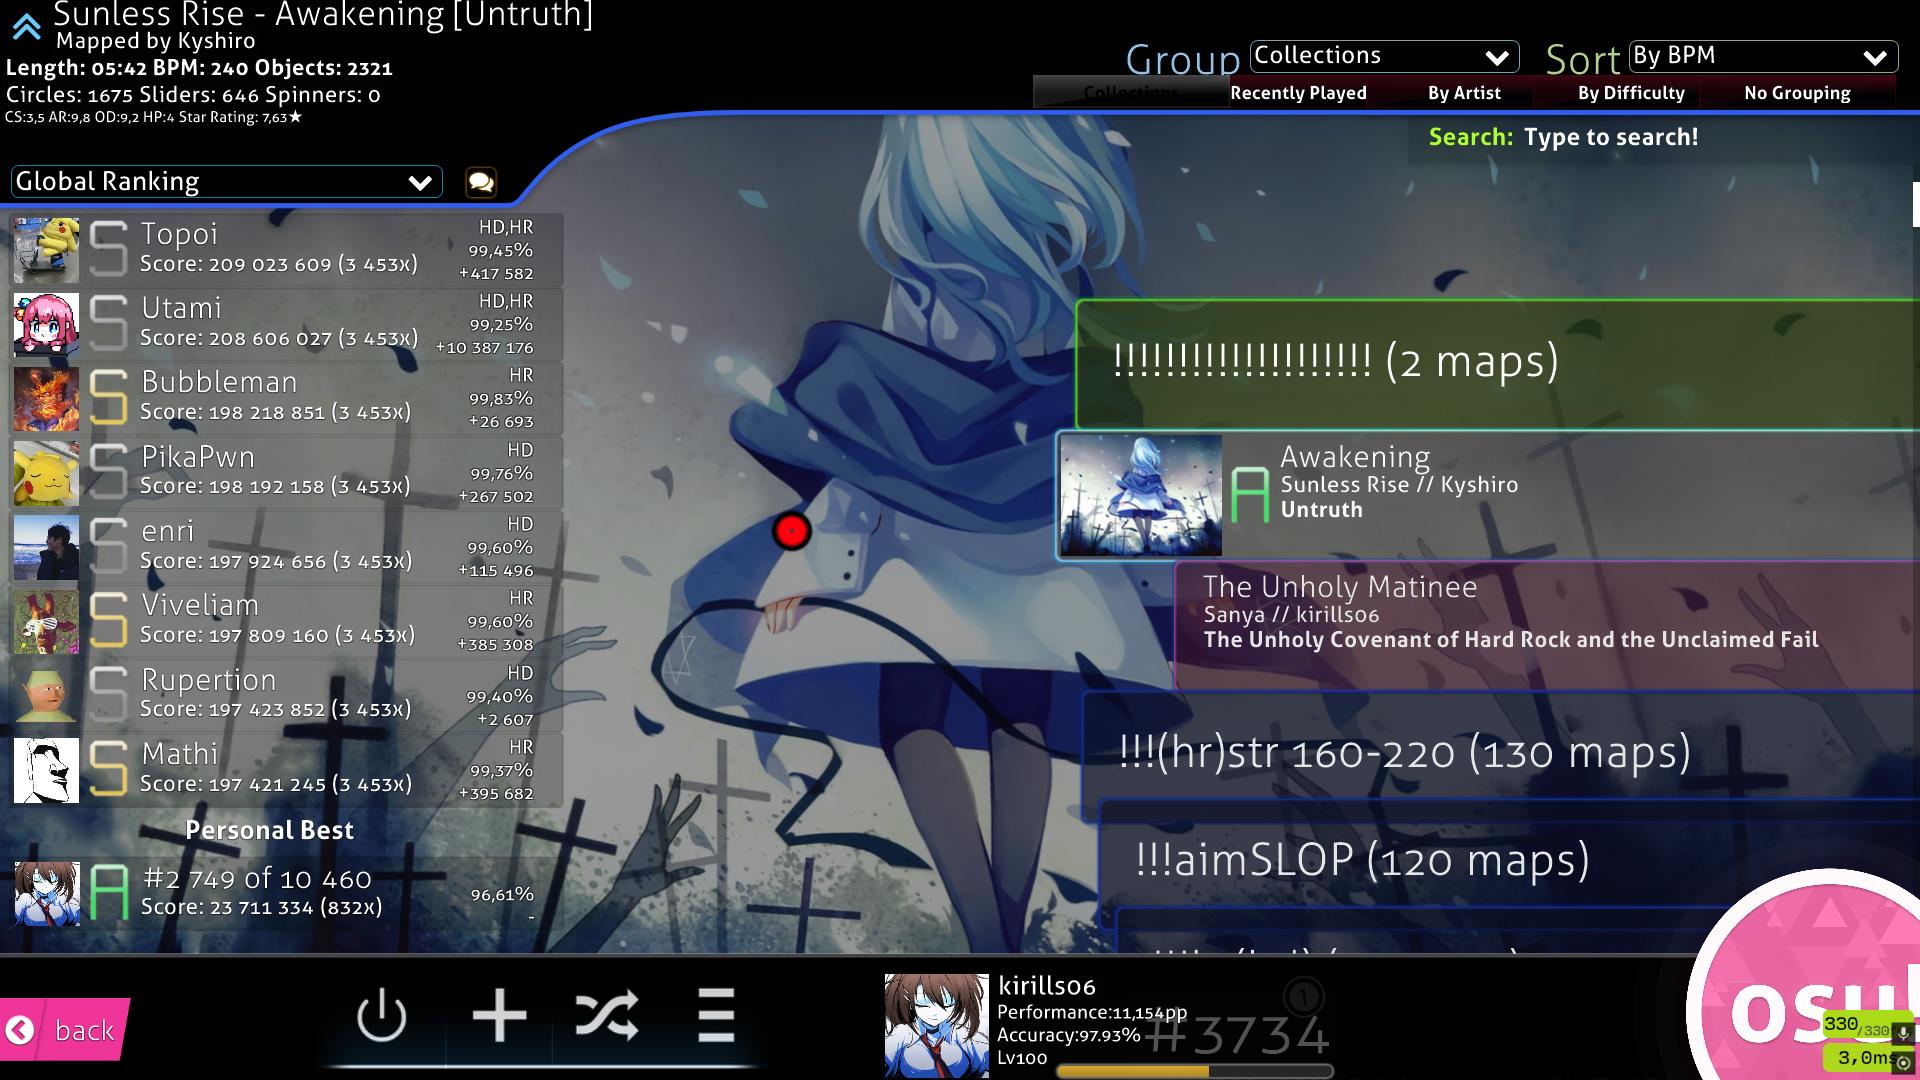 Sunless Rise - Awakening [Untruth]
Mapped by Kyshiro
Length: 05:42 BPM: 240 Objects: 2321
Circles: 1675 Sliders: 646 Spinners: 0
CS:3,5 AR:9,8 OD:9,2 HP:4 Star Rating: 7,63★
Group Collections
Sort By BPM
Collections Recently Played By Artist By Difficulty No Grouping
Search: Type to search!
Global Ranking
Topoi HD,HR
99,45%
Score: 209 023 609 (3 453x)
+417 582
Utami HD,HR
99,25%
Score: 208 606 027 (3 453x)
+10 387 176
Bubbleman HR
99,83%
Score: 198 218 851 (3 453x)
+26 693
PikaPwn HD
99,76%
Score: 198 192 158 (3 453x)
+267 502
enri HD
99,60%
Score: 197 924 656 (3 453x)
+115 496
Viveliam HR
99,60%
Score: 197 809 160 (3 453x)
+385 308
Rupertion HD
99,40%
Score: 197 423 852 (3 453x)
+2 607
Mathi HR
99,37%
Score: 197 421 245 (3 453x)
+395 682
Personal Best
A #2 749 of 10 460
96,61%
Score: 23 711 334 (832x)
-
!!!!!!!!!!!!!!!!!!!! (2 maps)
A Awakening
Sunless Rise // Kyshiro
Untruth
The Unholy Matinee
Sanya // kirills06
The Unholy Covenant of Hard Rock and the Unclaimed Fail
!!!(hr)str 160-220 (130 maps)
!!!aimSLOP (120 maps)
back
kirills06
Performance:11,154pp
Accuracy:97.93%
Lv100
#3734
1
osu!
330/330
3,0ms